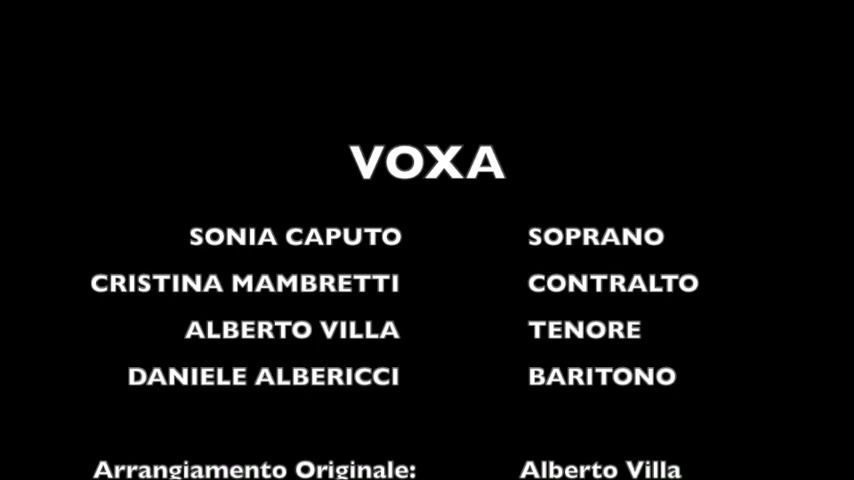 VOXA
SONIA CAPUTO SOPRANO
CRISTINA MAMBRETTI CONTRALTO
ALBERTO VILLA TENORE
DANIELE ALBERICCI BARITONO
Arrangiamento Originale: Alberto Villa